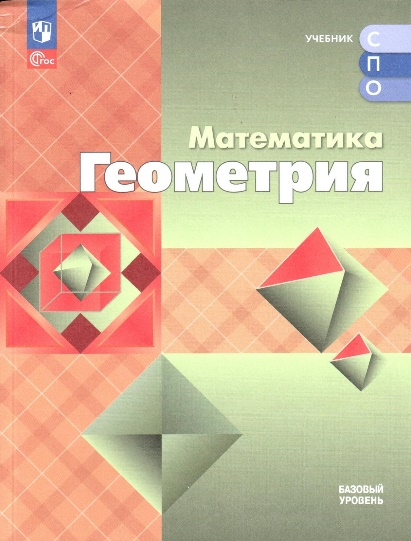 ФГОС
УЧЕБНИК
С
П
О
Математика
Геометрия
БАЗОВЫЙ
УРОВЕНЬ